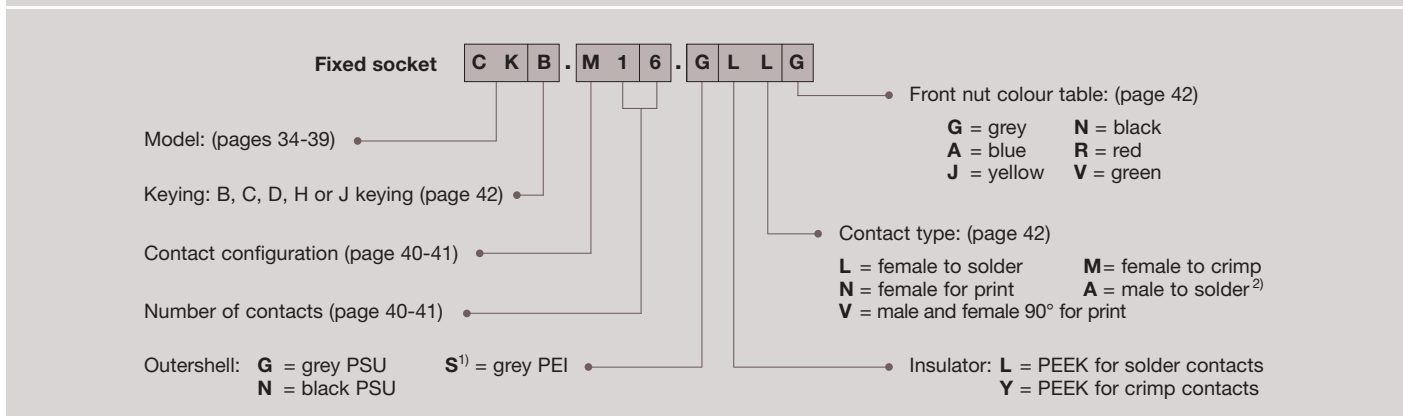 Fixed socket C K B . M 1 6 . G L L G
Front nut colour table: (page 42)
G = grey N = black
A = blue R = red
J = yellow V = green
Model: (pages 34-39)
Keying: B, C, D, H or J keying (page 42)
Contact type: (page 42)
L = female to solder M= female to crimp
N = female for print A = male to solder 2)
V = male and female 90° for print
Contact configuration (page 40-41)
Number of contacts (page 40-41)
Outershell: G = grey PSU S1) = grey PEI
N = black PSU
Insulator: L = PEEK for solder contacts
Y = PEEK for crimp contacts